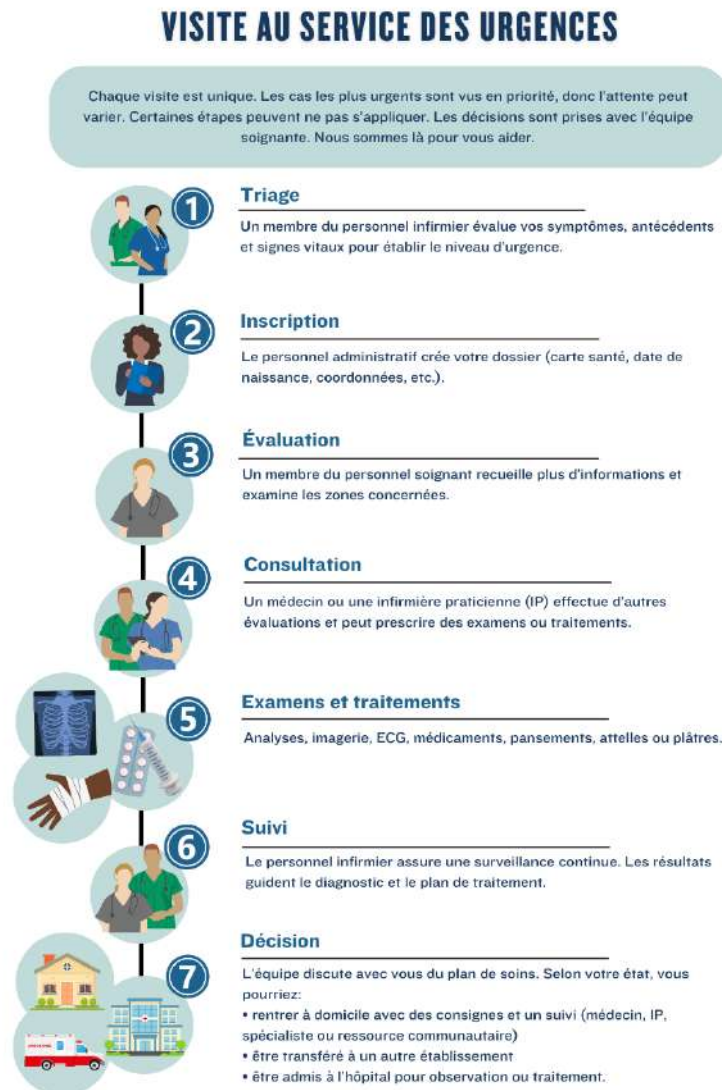 VISITE AU SERVICE DES URGENCES
Chaque visite est unique. Les cas les plus urgents sont vus en priorité, donc l'attente peut
varier. Certaines étapes peuvent ne pas s'appliquer. Les décisions sont prises avec l'équipe
soignante. Nous sommes là pour vous aider.
1
Triage
Un membre du personnel infirmier évalue vos symptômes, antécédents
et signes vitaux pour établir le niveau d'urgence.
2
Inscription
Le personnel administratif crée votre dossier (carte santé, date de
naissance, coordonnées, etc.).
3
Évaluation
Un membre du personnel soignant recueille plus d'informations et
examine les zones concernées.
4
Consultation
Un médecin ou une infirmière praticienne (IP) effectue d'autres
évaluations et peut prescrire des examens ou traitements.
5
Examens et traitements
Analyses, imagerie, ECG, médicaments, pansements, attelles ou plâtres.
6
Suivi
Le personnel infirmier assure une surveillance continue. Les résultats
guident le diagnostic et le plan de traitement.
7
Décision
L'équipe discute avec vous du plan de soins. Selon votre état, vous
pourriez:
• rentrer à domicile avec des consignes et un suivi (médecin, IP,
spécialiste ou ressource communautaire)
• être transféré à un autre établissement
• être admis à l'hôpital pour observation ou traitement.